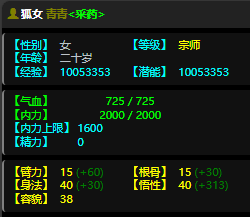 狐女 青青<采药>
【性别】 女 【等级】 宗师
【年龄】 二十岁
【经验】 10053353 【潜能】 10053353
【气血】 725 / 725
【内力】 2000 / 2000
【内力上限】 1600
【精力】 0
【臂力】 15 (+60) 【根骨】 15 (+30)
【身法】 40 (+30) 【悟性】 40 (+313)
【容貌】 38